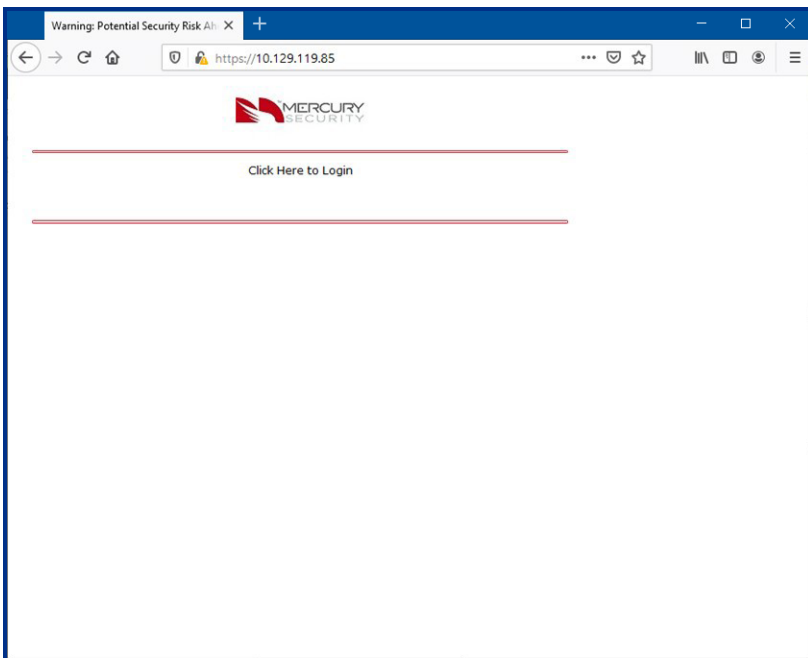 Warning: Potential Security Risk Ah
https://10.129.119.85
MERCURY
SECURITY
Click Here to Login